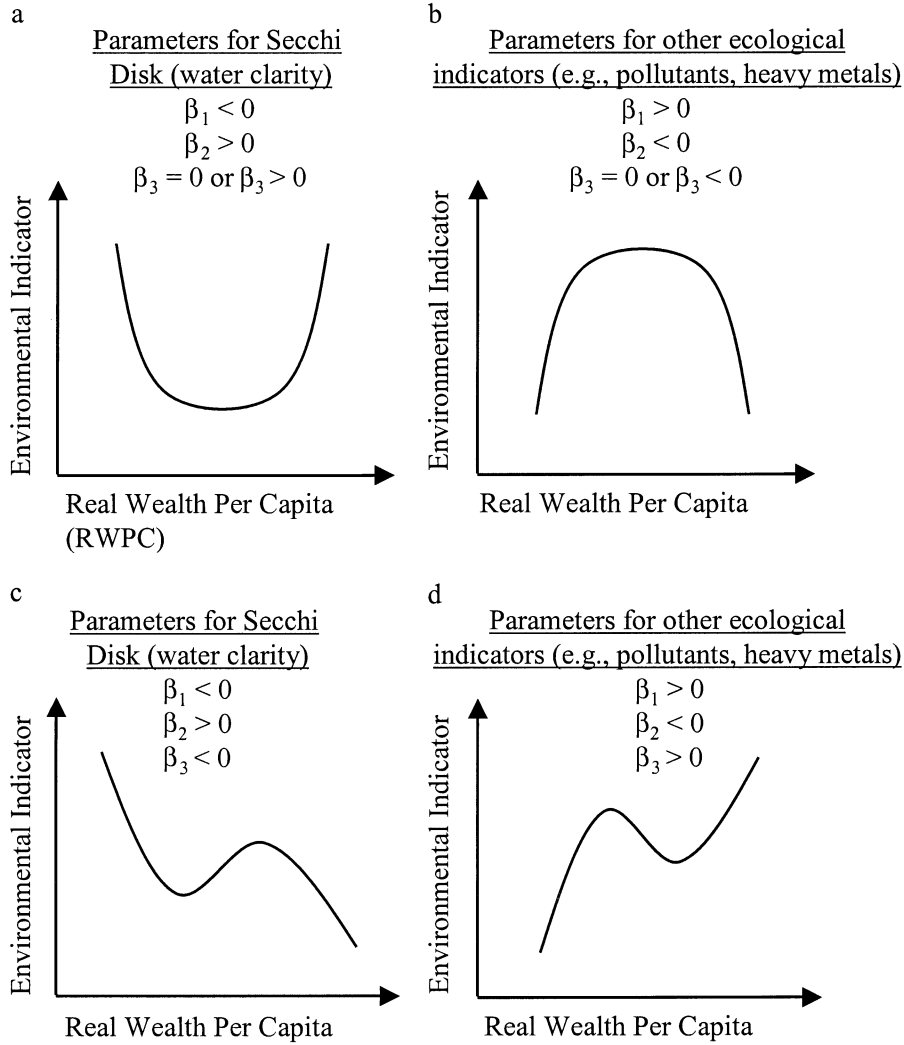 a
Parameters for Secchi
Disk (water clarity)
β1 < 0
β2 > 0
β3 = 0 or β3 > 0
Environmental Indicator
Real Wealth Per Capita
(RWPC)
b
Parameters for other ecological
indicators (e.g., pollutants, heavy metals)
β1 > 0
β2 < 0
β3 = 0 or β3 < 0
Environmental Indicator
Real Wealth Per Capita
c
Parameters for Secchi
Disk (water clarity)
β1 < 0
β2 > 0
β3 < 0
Environmental Indicator
Real Wealth Per Capita
d
Parameters for other ecological
indicators (e.g., pollutants, heavy metals)
β1 > 0
β2 < 0
β3 > 0
Environmental Indicator
Real Wealth Per Capita